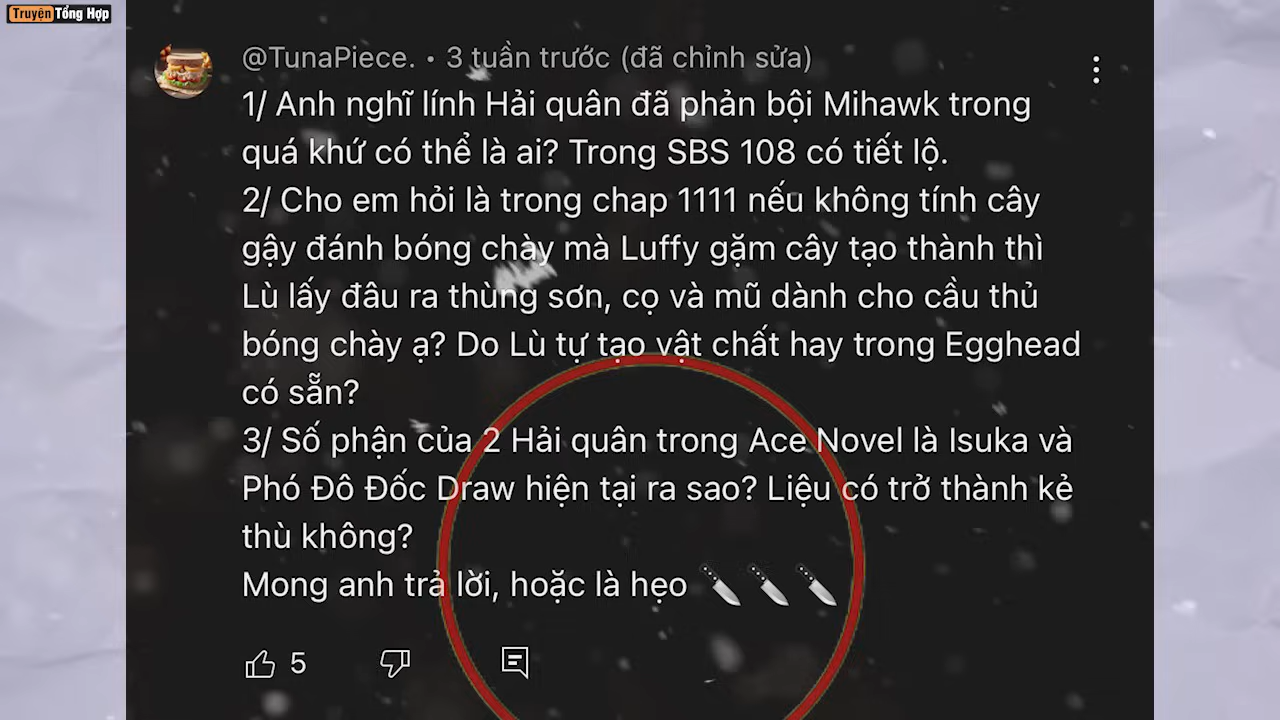 Truyện Tổng Hợp
@TunaPiece. • 3 tuần trước (đã chỉnh sửa)
1/ Anh nghĩ lính Hải quân đã phản bội Mihawk trong
quá khứ có thể là ai? Trong SBS 108 có tiết lộ.
2/ Cho em hỏi là trong chap 1111 nếu không tính cây
gậy đánh bóng chày mà Luffy gặm cây tạo thành thì
Lù lấy đâu ra thùng sơn, cọ và mũ dành cho cầu thủ
bóng chày ạ? Do Lù tự tạo vật chất hay trong Egghead
có sẵn?
3/ Số phận của 2 Hải quân trong Ace Novel là Isuka và
Phó Đô Đốc Draw hiện tại ra sao? Liệu có trở thành kẻ
thù không?
Mong anh trả lời, hoặc là hẹo 🔪🔪🔪
5